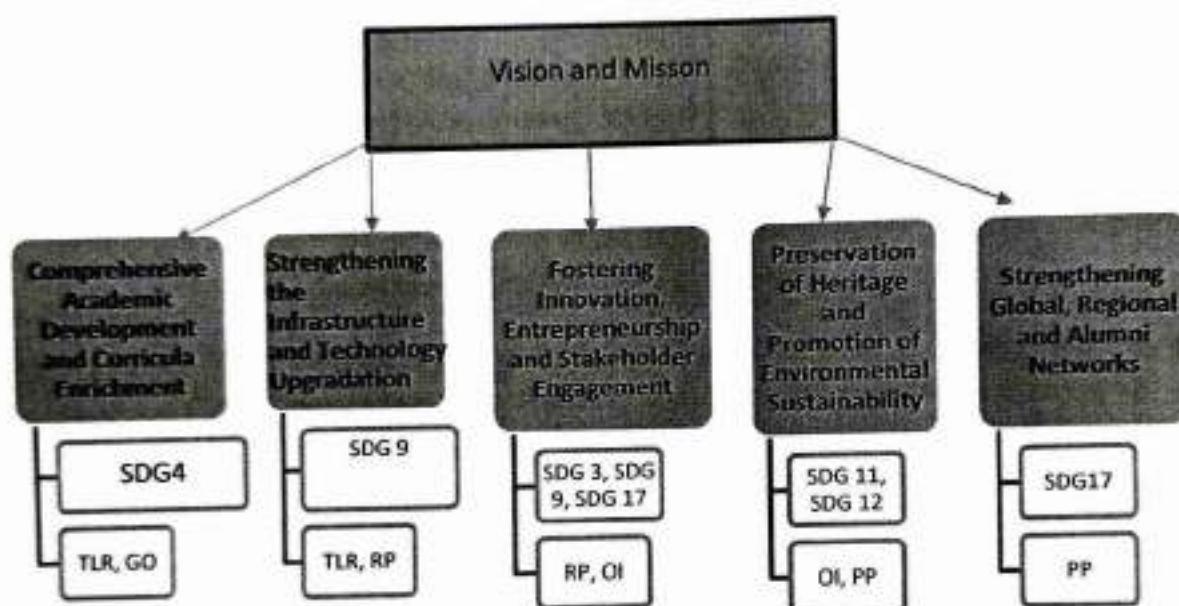 Vision and Misson
Comprehensive
Academic
Development
and Curricula
Enrichment
SDG4
TLR, GO
Strengthening
the
Infrastructure
and Technology
Upgradation
SDG 9
TLR, RP
Fostering
Innovation,
Entrepreneurship
and Stakeholder
Engagement
SDG 3, SDG
9, SDG 17
RP, OI
Preservation
of Heritage
and
Promotion of
Environmental
Sustainability
SDG 11,
SDG 12
OI, PP
Strengthening
Global, Regional
and Alumni
Networks
SDG17
PP